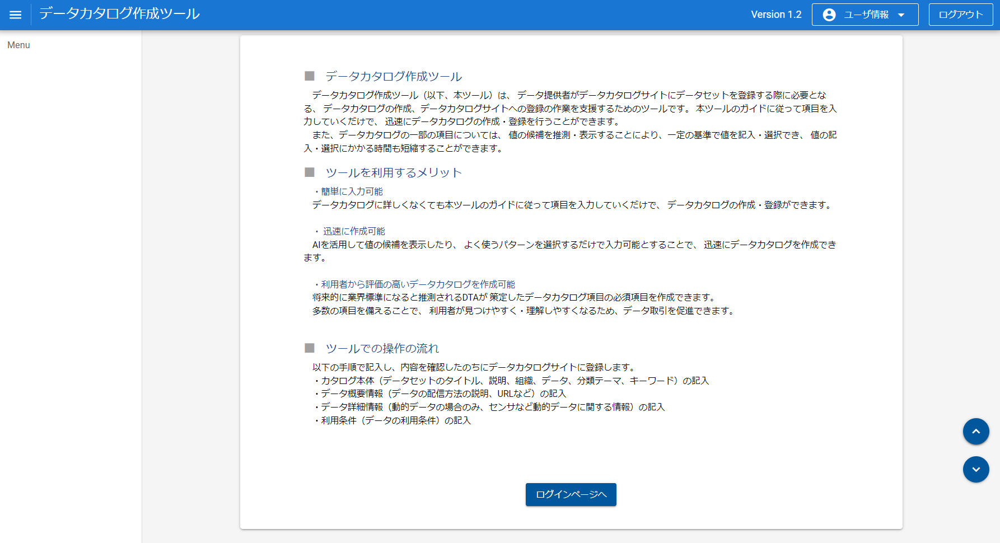 データカタログ作成ツール
Version 1.2
ユーザ情報
ログアウト
Menu
■ データカタログ作成ツール
データカタログ作成ツール（以下、本ツール）は、 データ提供者がデータカタログサイトにデータセットを登録する際に必要とな
る、 データカタログの作成、データカタログサイトへの登録の作業を支援するためのツールです。 本ツールのガイドに従って項目を入
力していくだけで、 迅速にデータカタログの作成・登録を行うことができます。
また、データカタログの一部の項目については、 値の候補を推測・表示することにより、一定の基準で値を記入・選択でき、 値の記
入・選択にかかる時間も短縮することができます。
■ ツールを利用するメリット
・簡単に入力可能
データカタログに詳しくなくても本ツールのガイドに従って項目を入力していくだけで、 データカタログの作成・登録ができます。
・ 迅速に作成可能
AIを活用して値の候補を表示したり、 よく使うパターンを選択するだけで入力可能とすることで、 迅速にデータカタログを作成でき
ます。
・利用者から評価の高いデータカタログを作成可能
将来的に業界標準になると推測されるDTAが 策定したデータカタログ項目の必須項目を作成できます。
多数の項目を備えることで、 利用者が見つけやすく・理解しやすくなるため、データ取引を促進できます。
■ ツールでの操作の流れ
以下の手順で記入し、内容を確認したのちにデータカタログサイトに登録します。
・カタログ本体（データセットのタイトル、説明、組織、データ、分類テーマ、キーワード）の記入
・データ概要情報（データの配信方法の説明、URLなど）の記入
・データ詳細情報（動的データの場合のみ、センサなど動的データに関する情報）の記入
・利用条件（データの利用条件）の記入
ログインページへ